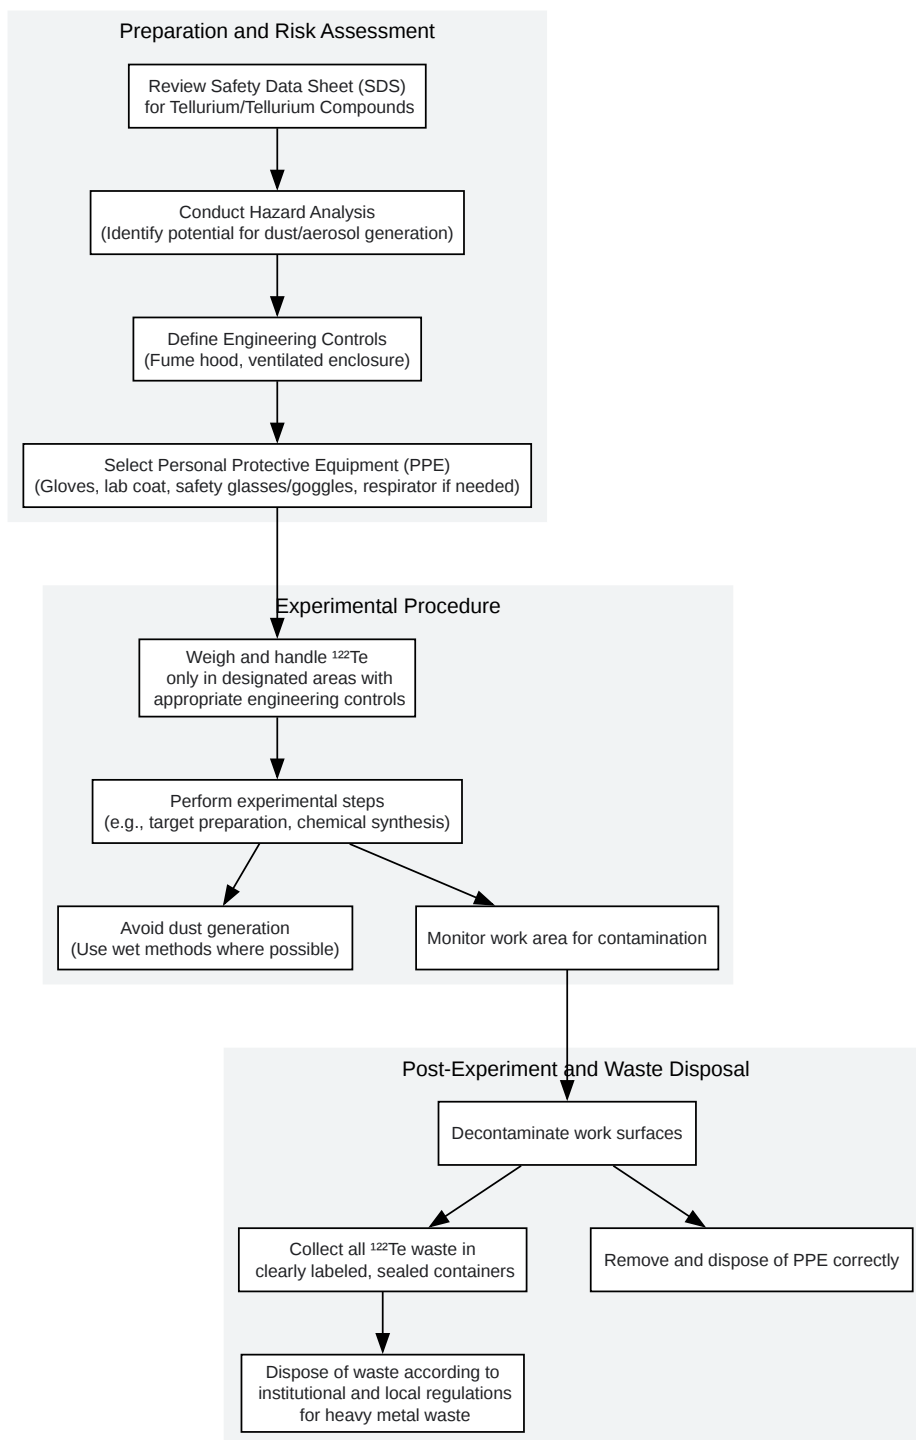 Preparation and Risk Assessment
Review Safety Data Sheet (SDS)
for Tellurium/Tellurium Compounds
Conduct Hazard Analysis
(Identify potential for dust/aerosol generation)
Define Engineering Controls
(Fume hood, ventilated enclosure)
Select Personal Protective Equipment (PPE)
(Gloves, lab coat, safety glasses/goggles, respirator if needed)
Experimental Procedure
Weigh and handle ¹²²Te
only in designated areas with
appropriate engineering controls
Perform experimental steps
(e.g., target preparation, chemical synthesis)
Avoid dust generation
(Use wet methods where possible)
Monitor work area for contamination
Post-Experiment and Waste Disposal
Decontaminate work surfaces
Collect all ¹²²Te waste in
clearly labeled, sealed containers
Remove and dispose of PPE correctly
Dispose of waste according to
institutional and local regulations
for heavy metal waste